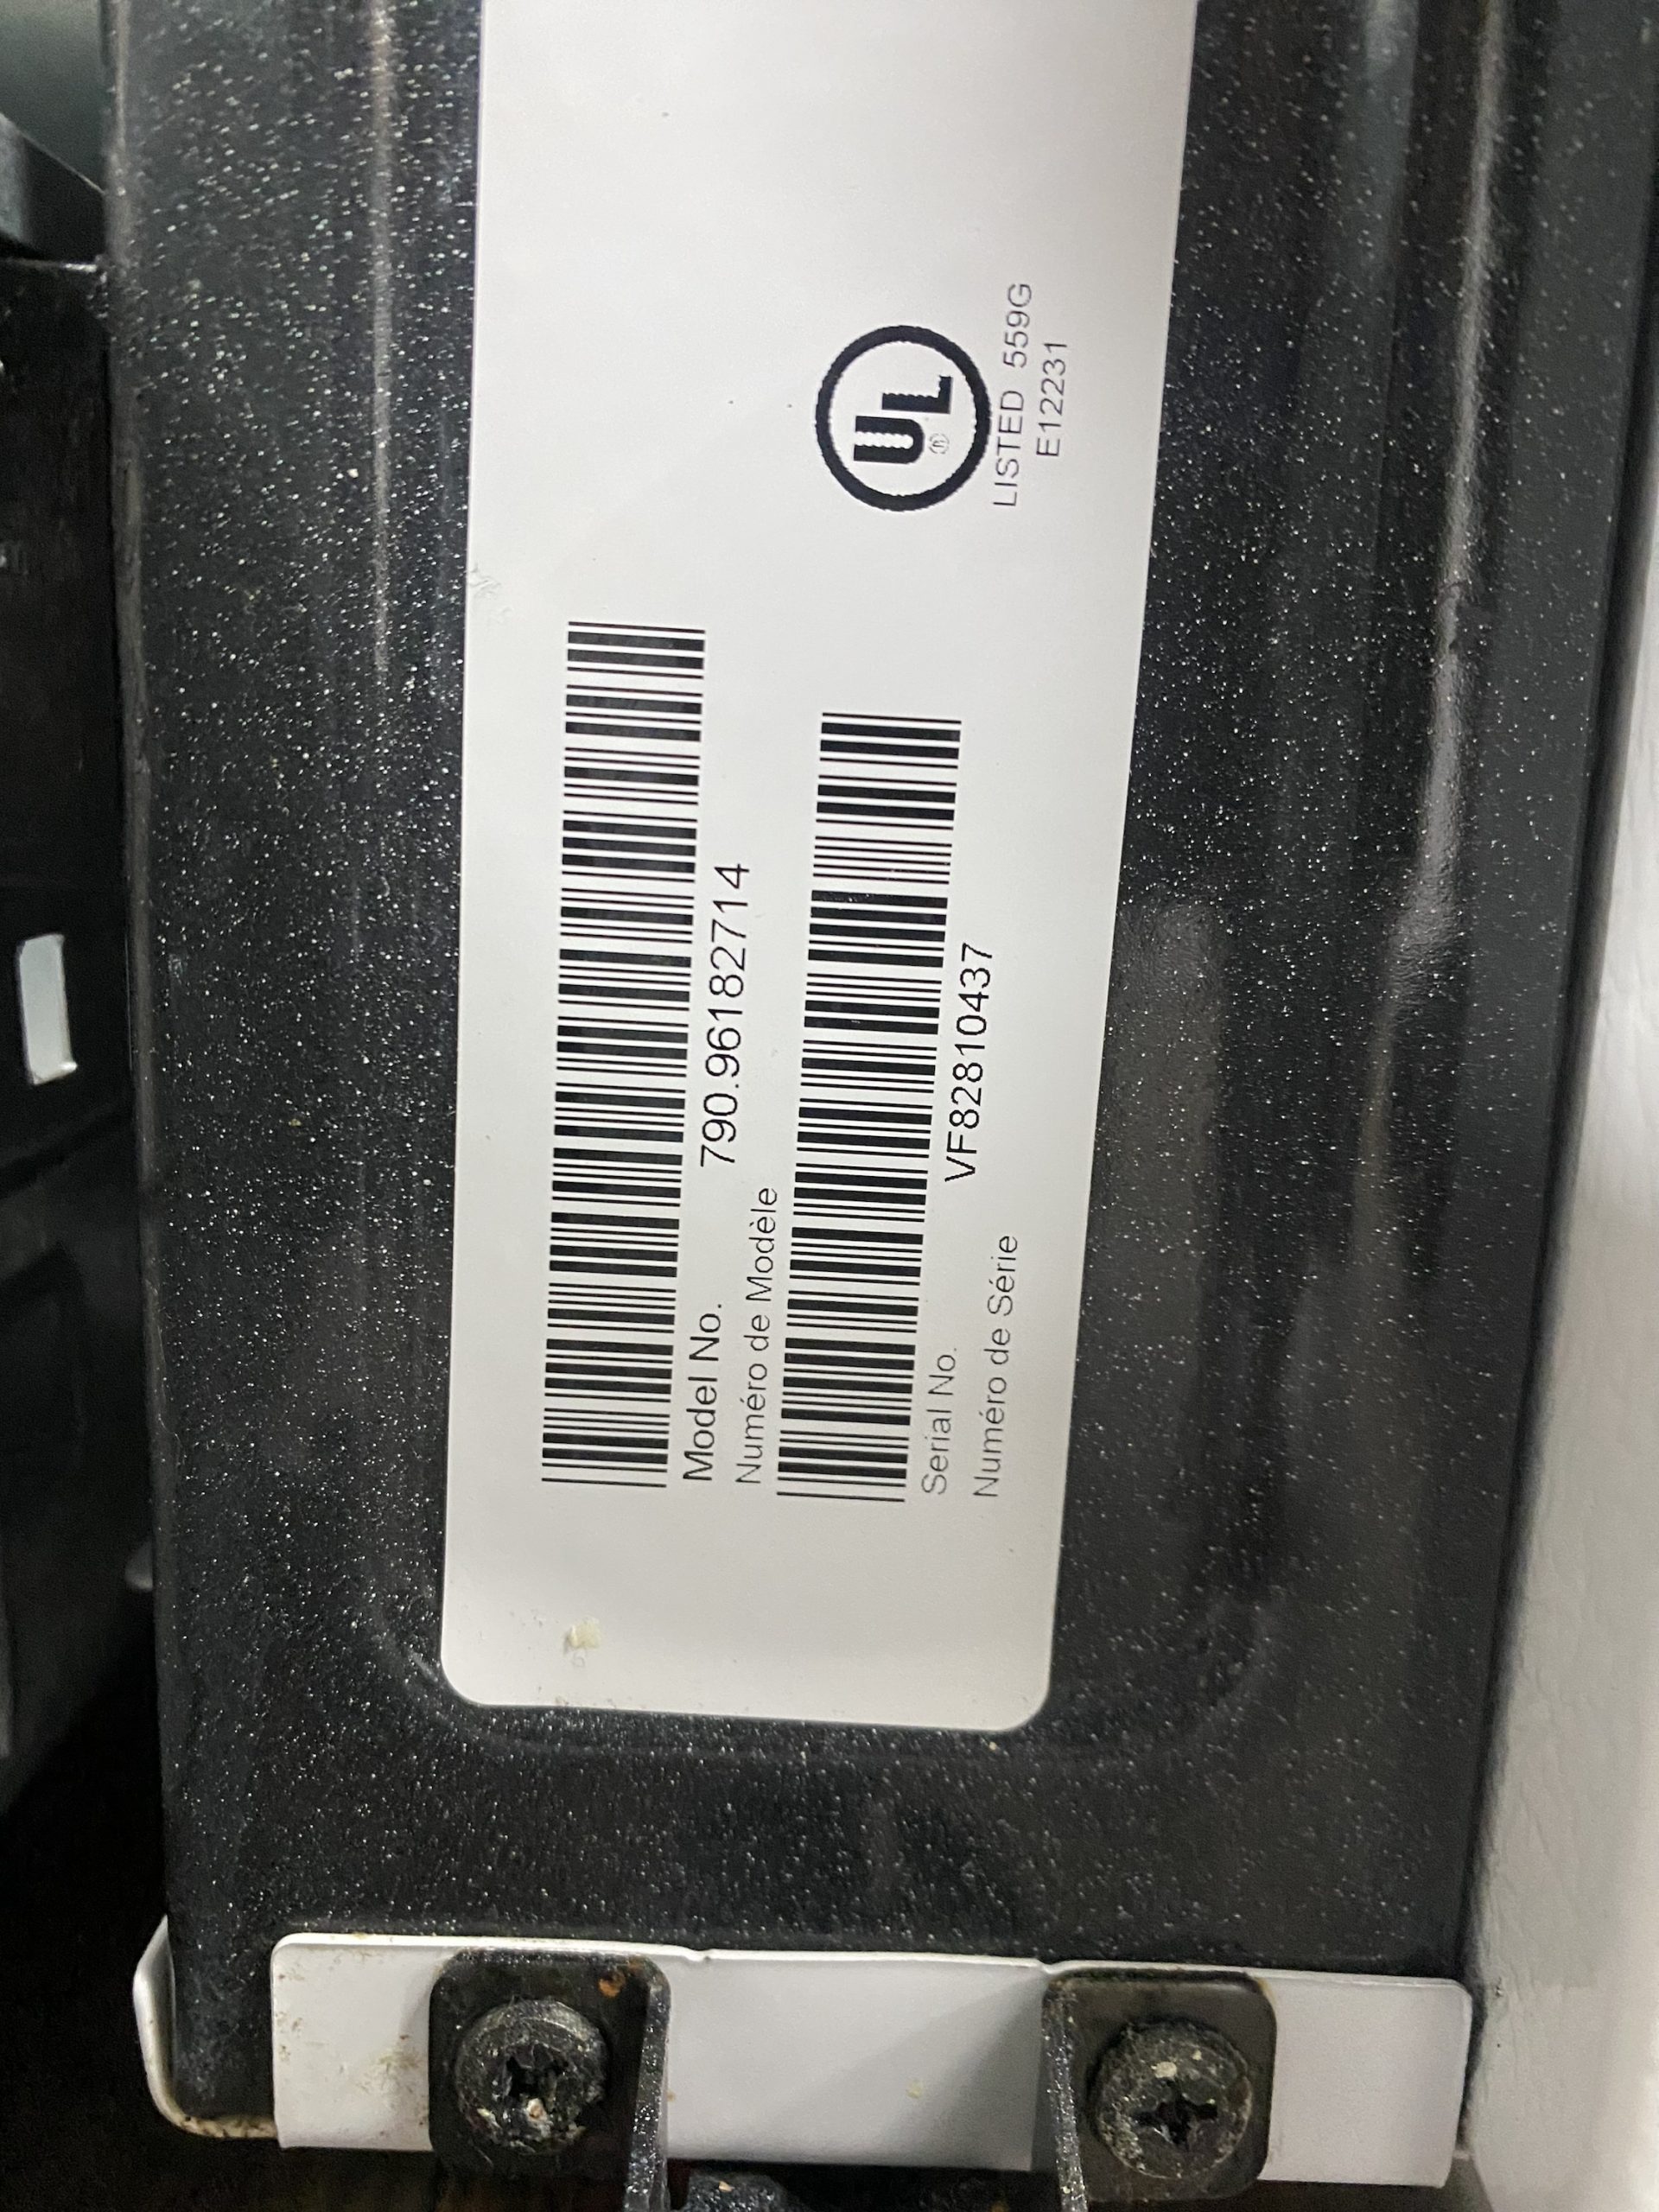 790.96182714
Model No.
Numéro de Modèle
VF82810437
Serial No.
Numéro de Série
UL
®
LISTED 559G
E12231